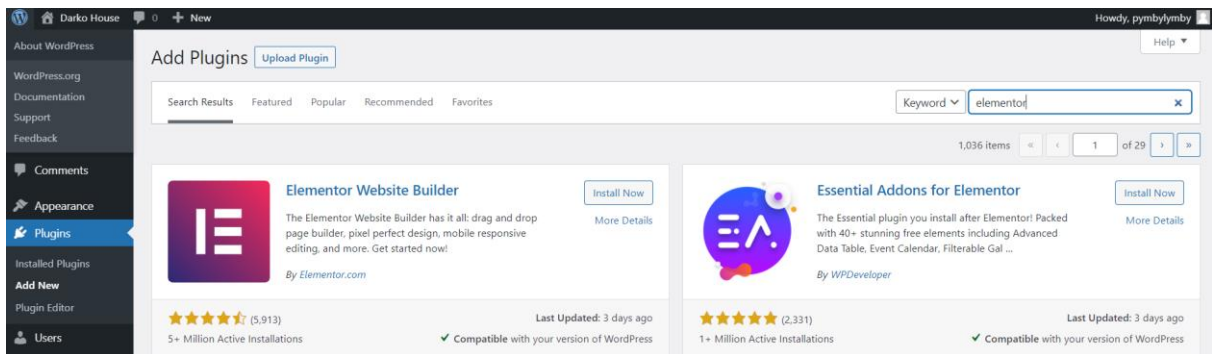 Darko House 0 + New Howdy, pymbylymby
About WordPress
WordPress.org
Documentation
Support
Feedback
Comments
Appearance
Plugins
Installed Plugins
Add New
Plugin Editor
Users
Help
Add Plugins Upload Plugin
Search Results Featured Popular Recommended Favorites Keyword elementor
1,036 items « ‹ 1 of 29 › »
Elementor Website Builder Install Now
The Elementor Website Builder has it all: drag and drop More Details
page builder, pixel perfect design, mobile responsive
editing, and more. Get started now!
By Elementor.com
(5,913) Last Updated: 3 days ago
5+ Million Active Installations Compatible with your version of WordPress
Essential Addons for Elementor Install Now
The Essential plugin you install after Elementor! Packed More Details
with 40+ stunning free elements including Advanced
Data Table, Event Calendar, Filterable Gal ...
By WPDeveloper
(2,331) Last Updated: 3 days ago
1+ Million Active Installations Compatible with your version of WordPress